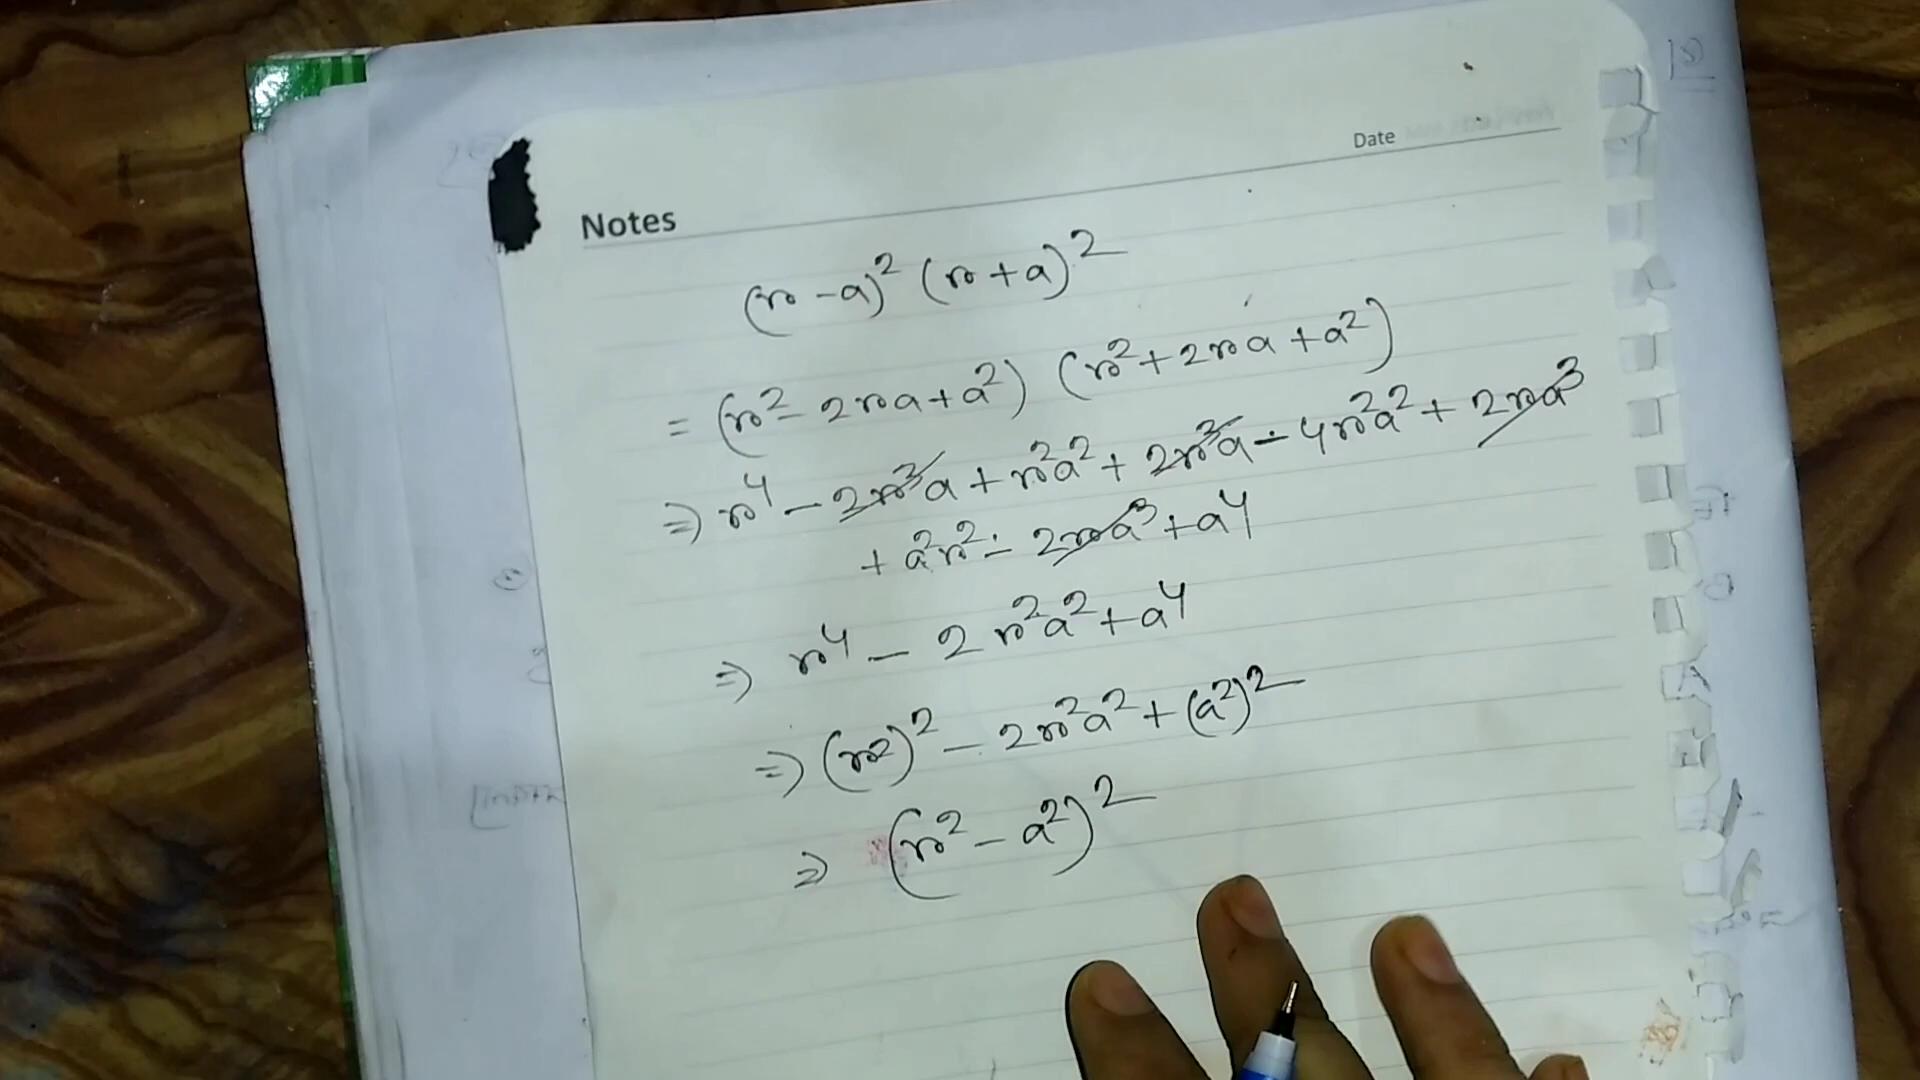 Date
Notes
(r - a)² (r + a)²
= (r² - 2ra + a²) (r² + 2ra + a²)
⇒ r⁴ - 2r³a + r²a² + 2r³a - 4r²a² + 2ra³
+ a²r² - 2ra³ + a⁴
⇒ r⁴ - 2r²a² + a⁴
⇒ (r²)² - 2r²a² + (a²)²
⇒ (r² - a²)²